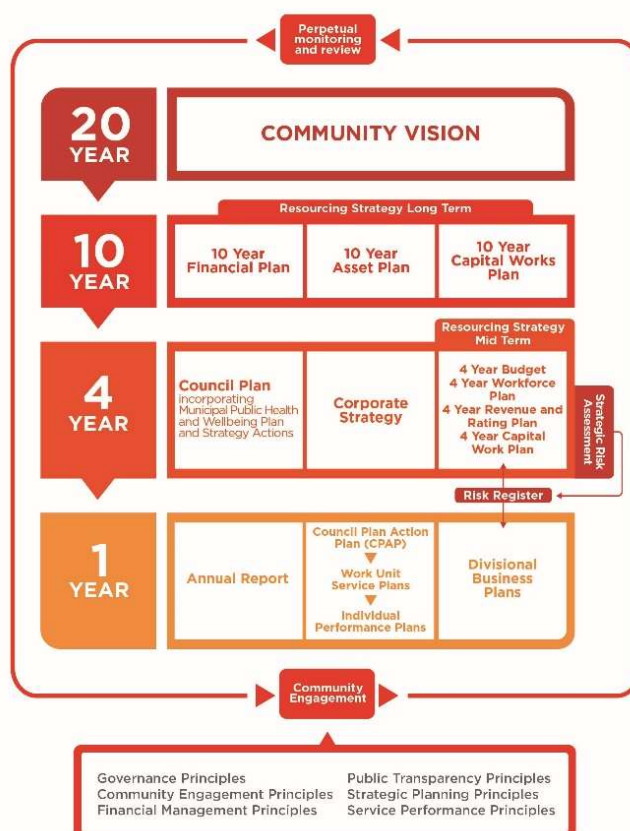 Perpetual
monitoring
and review
20
YEAR
COMMUNITY VISION
10
YEAR
Resourcing Strategy Long Term
10 Year
Financial Plan
10 Year
Asset Plan
10 Year
Capital Works
Plan
4
YEAR
Council Plan
incorporating
Municipal Public Health
and Wellbeing Plan
and Strategy Actions
Corporate
Strategy
Resourcing Strategy
Mid Term
4 Year Budget
4 Year Workforce
Plan
4 Year Revenue and
Rating Plan
4 Year Capital
Work Plan
Strategic Risk
Assessment
Risk Register
1
YEAR
Annual Report
Council Plan Action
Plan (CPAP)
Work Unit
Service Plans
Individual
Performance Plans
Divisional
Business
Plans
Community
Engagement
Governance Principles
Community Engagement Principles
Financial Management Principles
Public Transparency Principles
Strategic Planning Principles
Service Performance Principles